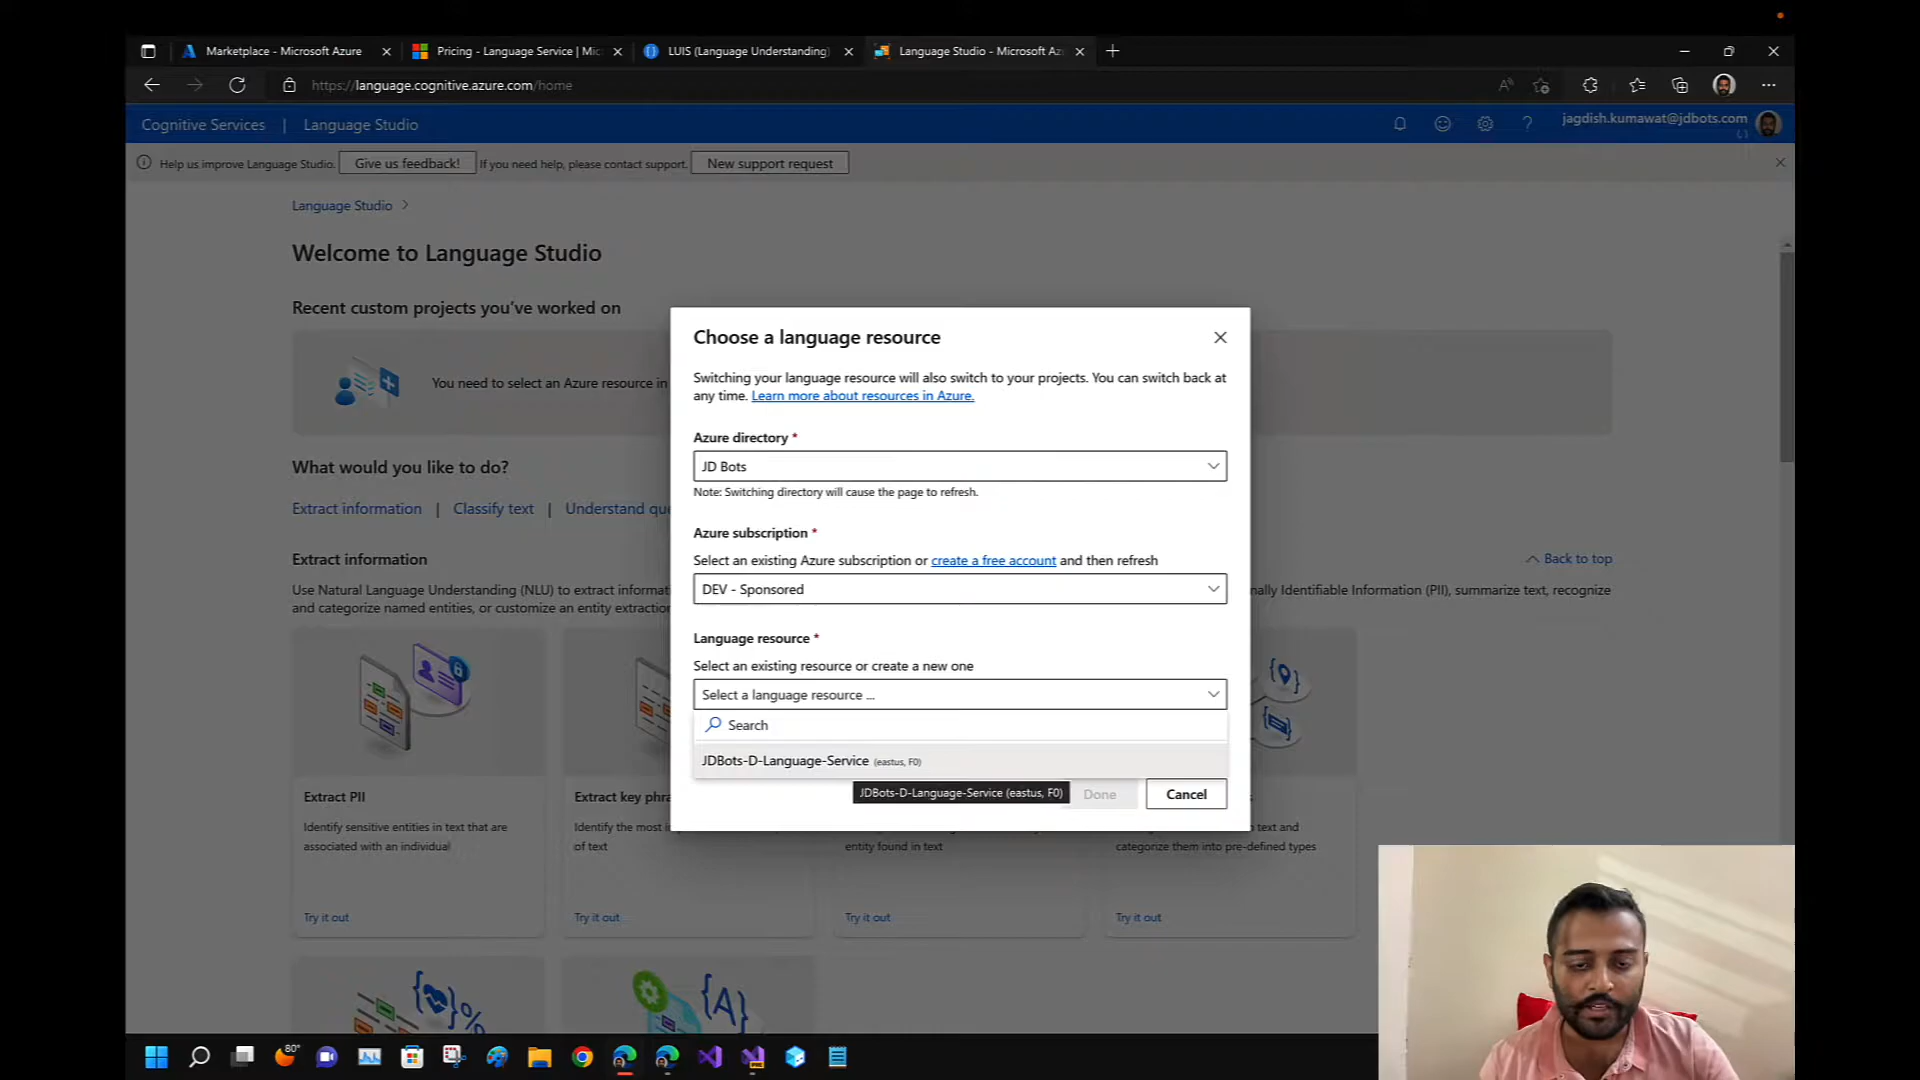 Marketplace - Microsoft Azure
Pricing - Language Service | Mic
LUIS (Language Understanding)
Language Studio - Microsoft Az
https://language.cognitive.azure.com/home
Cognitive Services | Language Studio
jagdish.kumawat@jdbots.com
Help us improve Language Studio. Give us feedback! If you need help, please contact support. New support request
Language Studio
Welcome to Language Studio
Recent custom projects you've worked on
You need to select an Azure resource in
What would you like to do?
Extract information | Classify text | Understand que
Extract information
Back to top
Use Natural Language Understanding (NLU) to extract informat
nally Identifiable Information (PII), summarize text, recognize
and categorize named entities, or customize an entity extraction
Choose a language resource
Switching your language resource will also switch to your projects. You can switch back at
any time. Learn more about resources in Azure.
Azure directory *
JD Bots
Note: Switching directory will cause the page to refresh.
Azure subscription *
Select an existing Azure subscription or create a free account and then refresh
DEV - Sponsored
Language resource *
Select an existing resource or create a new one
Select a language resource ...
Search
JDBots-D-Language-Service (eastus, F0)
JDBots-D-Language-Service (eastus, F0)
Done
Cancel
Extract PII
Identify sensitive entities in text that are
associated with an individual
Try it out
Extract key phra
Identify the most i
of text
Try it out
entity found in text
Try it out
text and
categorize them into pre-defined types
Try it out
{A}
80°